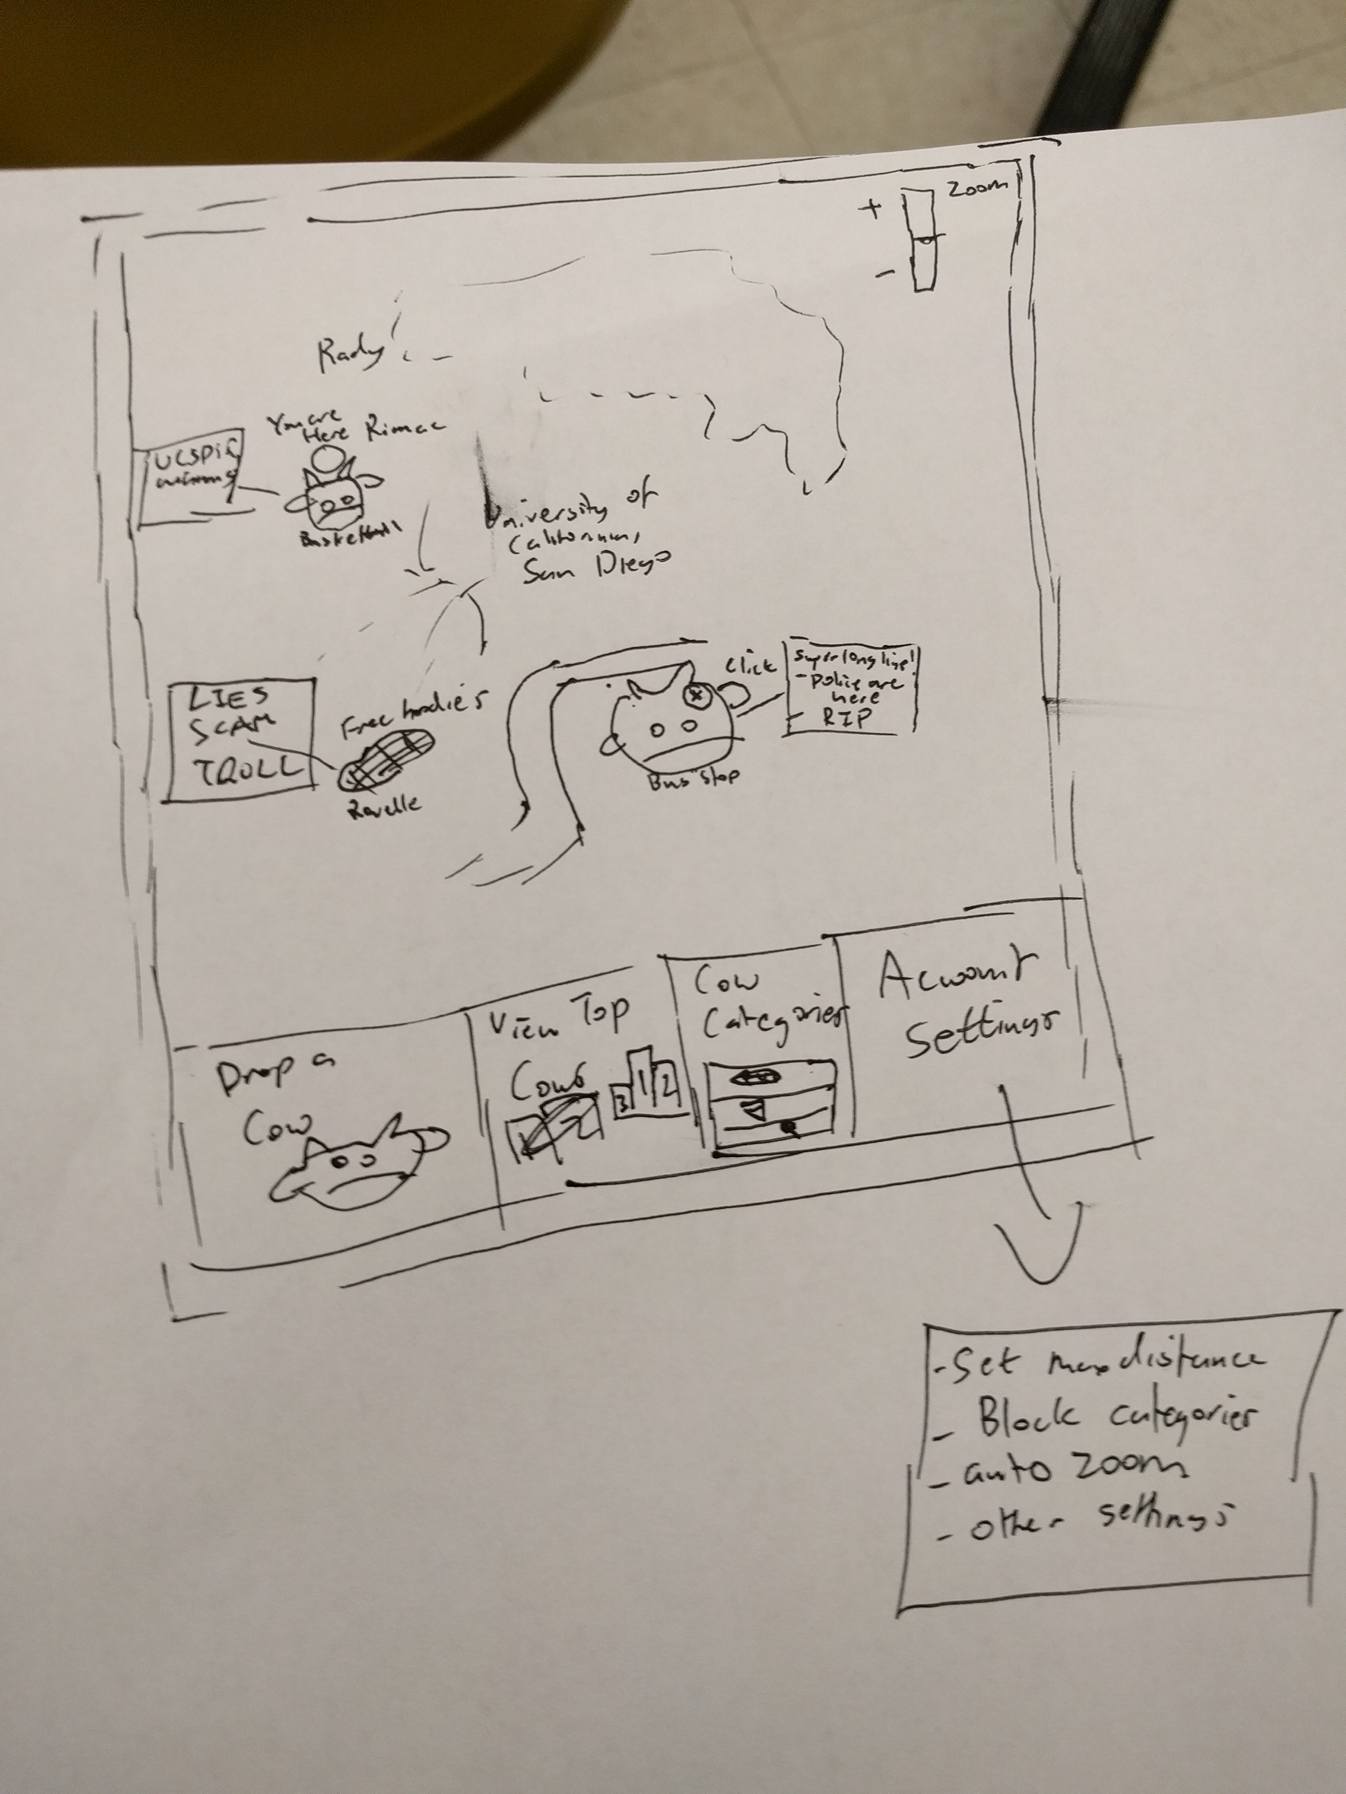 +
Zoom
-
Rady
You are
Here
Rimac
Basketball
University of
California,
San Diego
LIES
SCAM
TROLL
Free hoodies
Revelle
Click
Super long line!
- police are
here
- RIP
Bus stop
Drop a
Cow
View Top
Cows
3 1 2
Cow
Categories
Account
Settings
- Set max distance
- Block categories
- auto zoom
- other settings